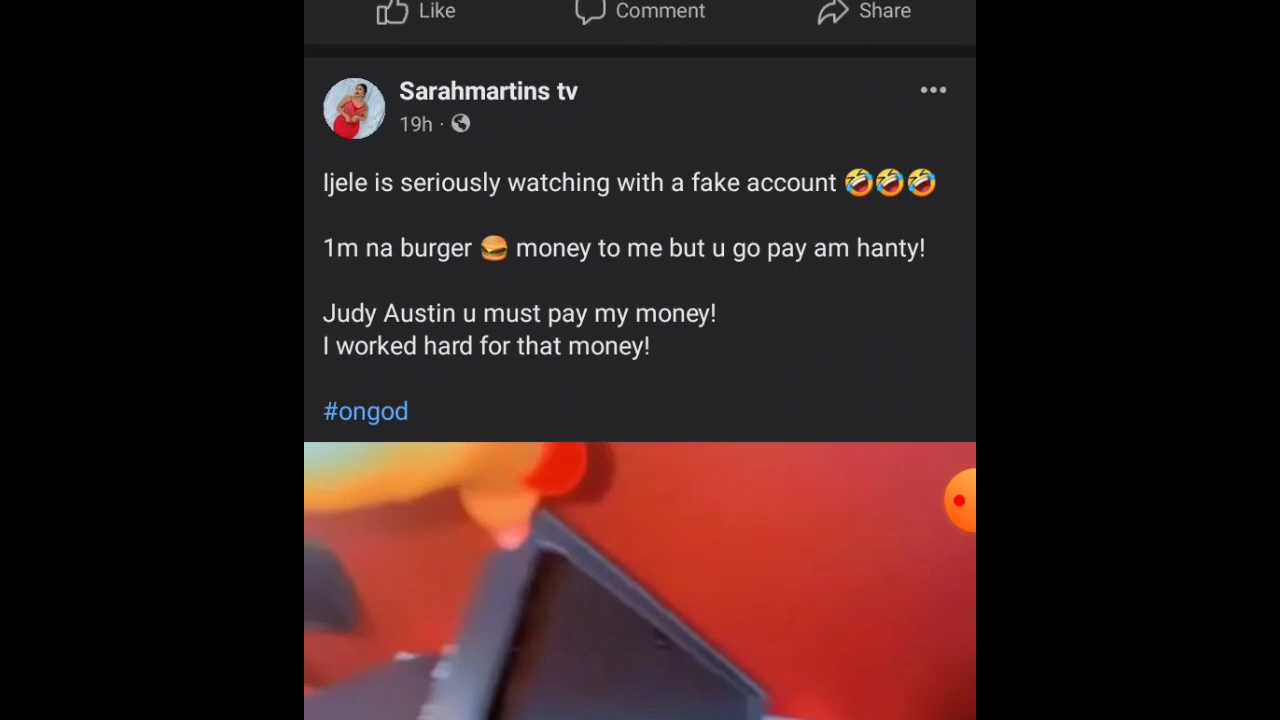 Like Comment Share
Sarahmartins tv
19h ·
Ijele is seriously watching with a fake account 🤣🤣🤣
1m na burger 🍔 money to me but u go pay am hanty!
Judy Austin u must pay my money!
I worked hard for that money!
#ongod